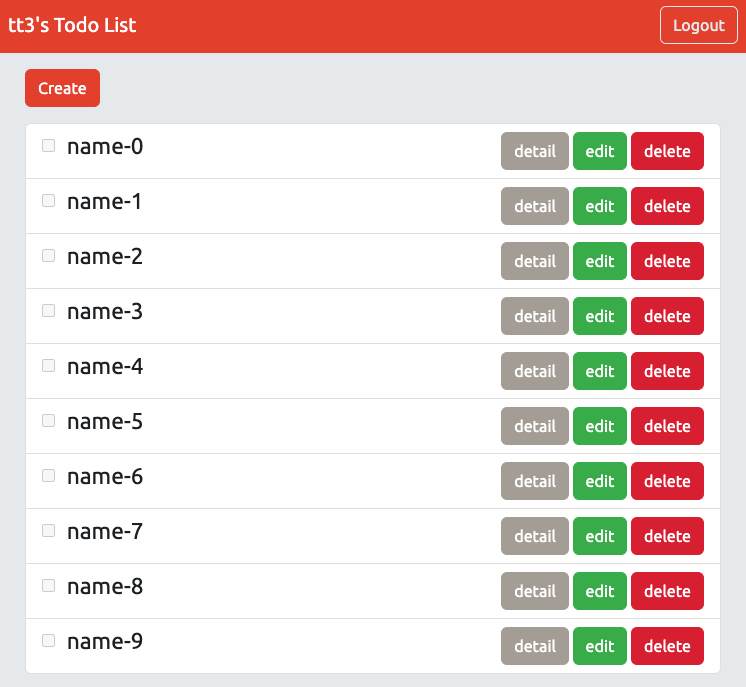 tt3's Todo List Logout
Create
name-0 detail edit delete
name-1 detail edit delete
name-2 detail edit delete
name-3 detail edit delete
name-4 detail edit delete
name-5 detail edit delete
name-6 detail edit delete
name-7 detail edit delete
name-8 detail edit delete
name-9 detail edit delete